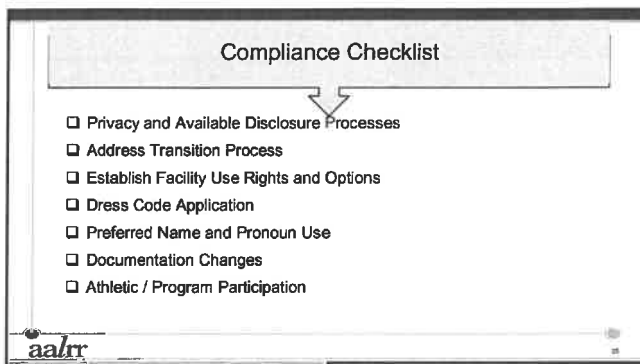 Compliance Checklist
❑ Privacy and Available Disclosure Processes
❑ Address Transition Process
❑ Establish Facility Use Rights and Options
❑ Dress Code Application
❑ Preferred Name and Pronoun Use
❑ Documentation Changes
❑ Athletic / Program Participation
aalrr